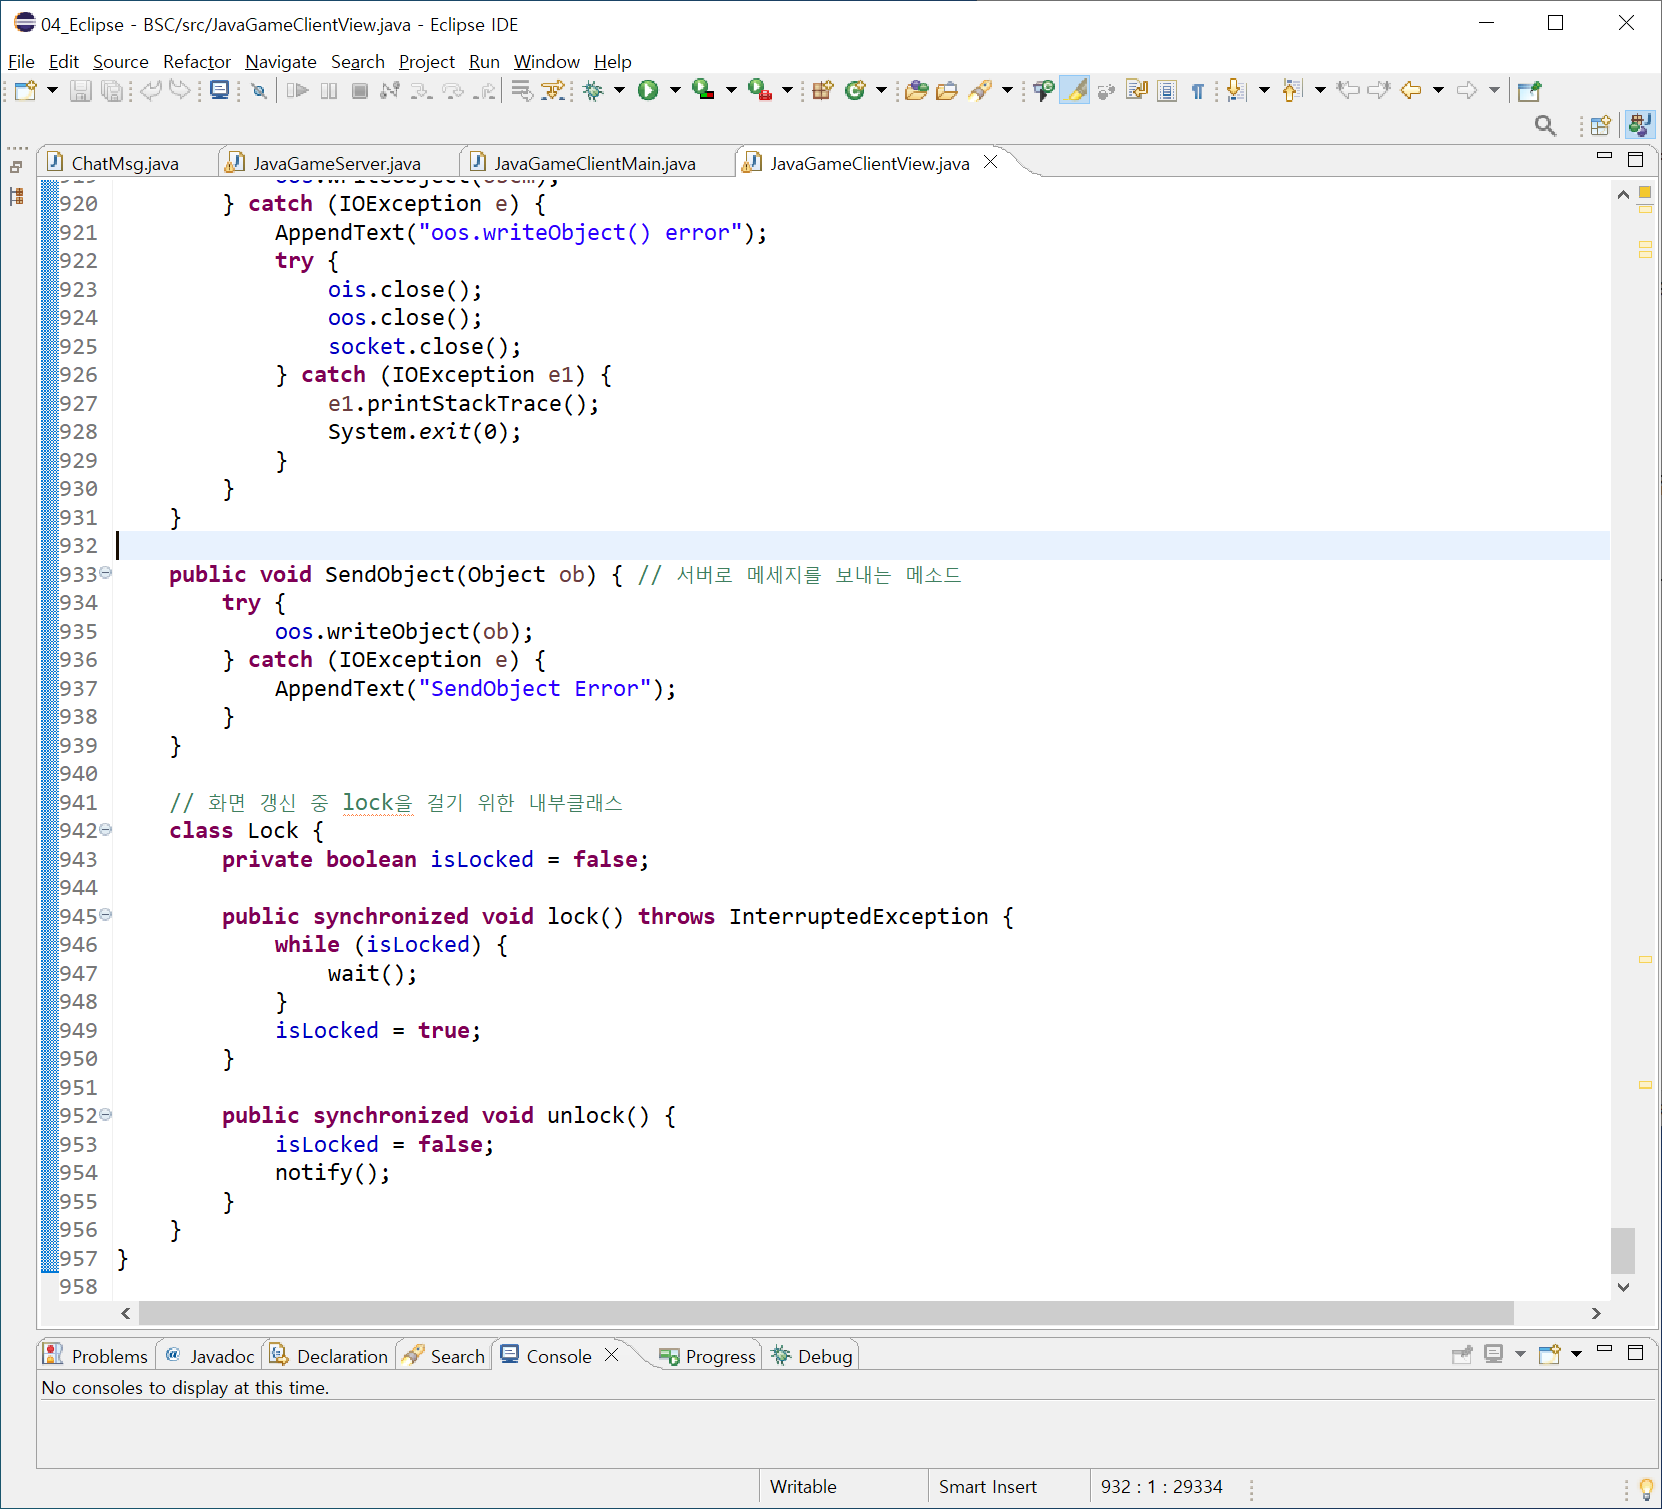 04_Eclipse - BSC/src/JavaGameClientView.java - Eclipse IDE
File Edit Source Refactor Navigate Search Project Run Window Help
ChatMsg.java JavaGameServer.java JavaGameClientMain.java JavaGameClientView.java
920 } catch (IOException e) {
921 AppendText("oos.writeObject() error");
922 try {
923 ois.close();
924 oos.close();
925 socket.close();
926 } catch (IOException e1) {
927 e1.printStackTrace();
928 System.exit(0);
929 }
930 }
931 }
932
933 public void SendObject(Object ob) { // 서버로 메세지를 보내는 메소드
934 try {
935 oos.writeObject(ob);
936 } catch (IOException e) {
937 AppendText("SendObject Error");
938 }
939 }
940
941 // 화면 갱신 중 lock을 걸기 위한 내부클래스
942 class Lock {
943 private boolean isLocked = false;
944
945 public synchronized void lock() throws InterruptedException {
946 while (isLocked) {
947 wait();
948 }
949 isLocked = true;
950 }
951
952 public synchronized void unlock() {
953 isLocked = false;
954 notify();
955 }
956 }
957 }
958
Problems Javadoc Declaration Search Console Progress Debug
No consoles to display at this time.
Writable Smart Insert 932 : 1 : 29334